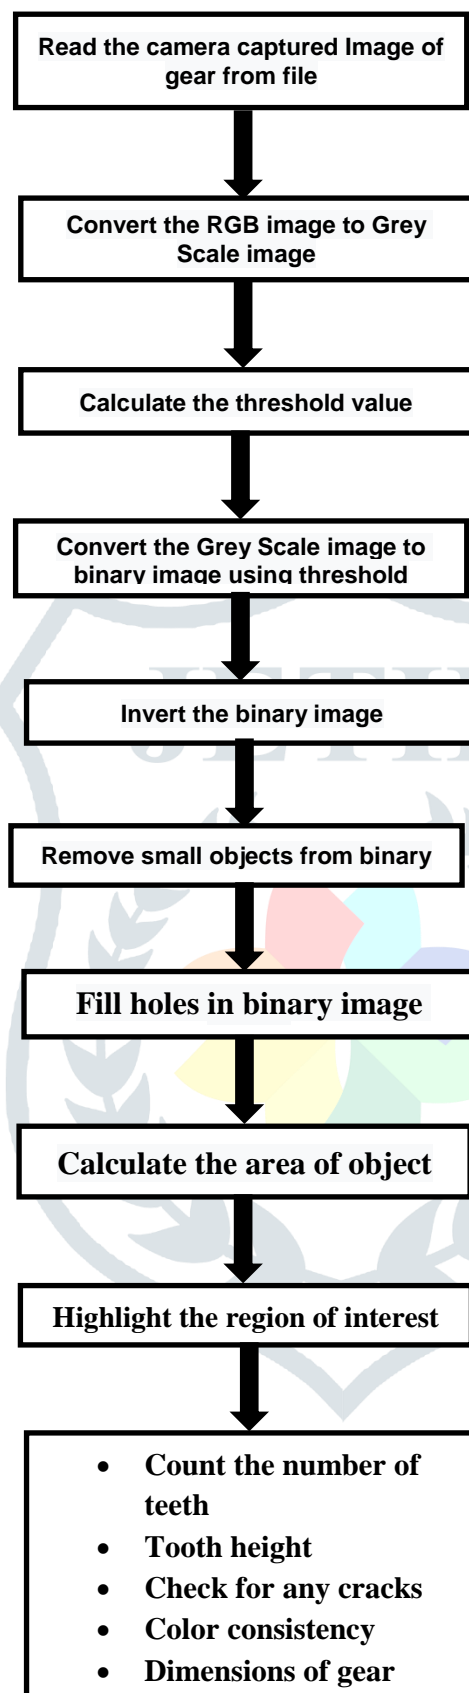 Read the camera captured Image of
gear from file
Convert the RGB image to Grey
Scale image
Calculate the threshold value
Convert the Grey Scale image to
binary image using threshold
Invert the binary image
Remove small objects from binary
Fill holes in binary image
Calculate the area of object
Highlight the region of interest
• Count the number of
teeth
• Tooth height
• Check for any cracks
• Color consistency
• Dimensions of gear